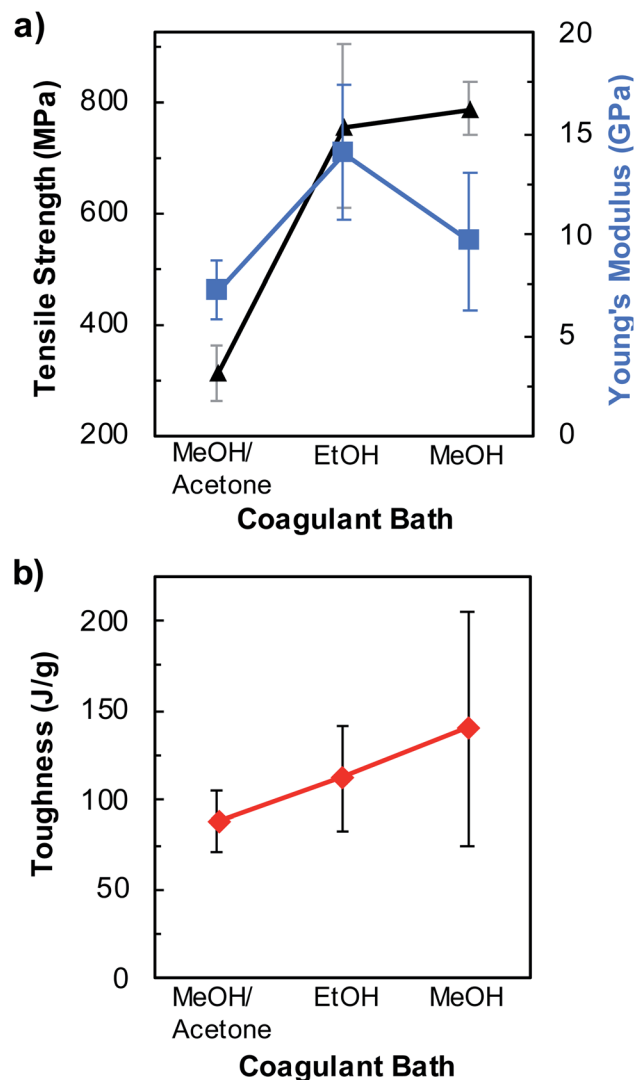 a)
Tensile Strength (MPa)
800
600
400
200
20
15
10
5
0
Young's Modulus (GPa)
MeOH/
Acetone
EtOH
MeOH
Coagulant Bath
b)
Toughness (J/g)
200
150
100
50
0
MeOH/
Acetone
EtOH
MeOH
Coagulant Bath